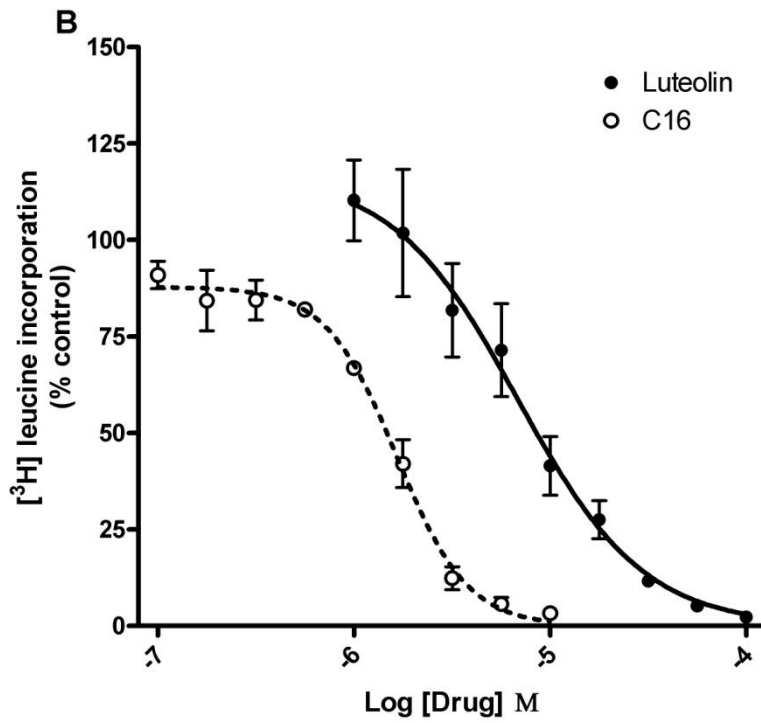 B
150
125
100
75
50
25
0
[³H] leucine incorporation
(% control)
Luteolin
C16
-7
-6
-5
-4
Log [Drug] M